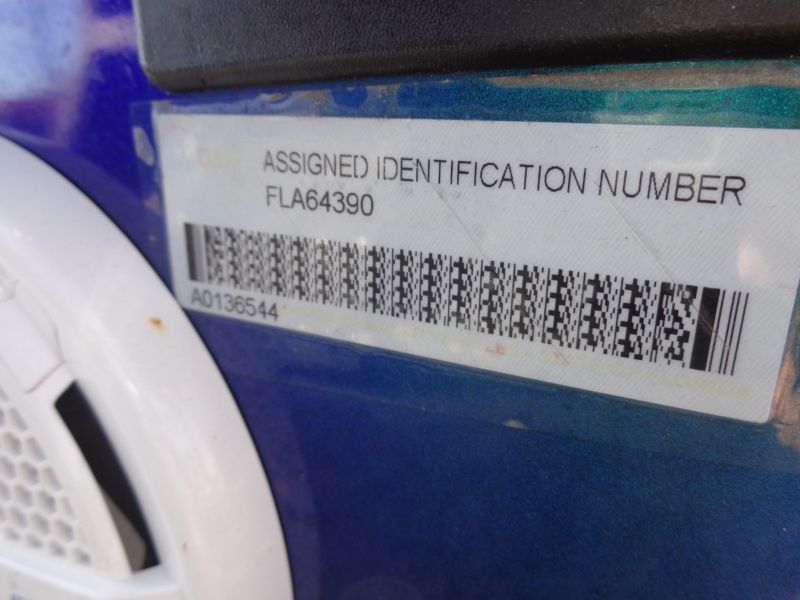 ASSIGNED IDENTIFICATION NUMBER
FLA64390
A0136544